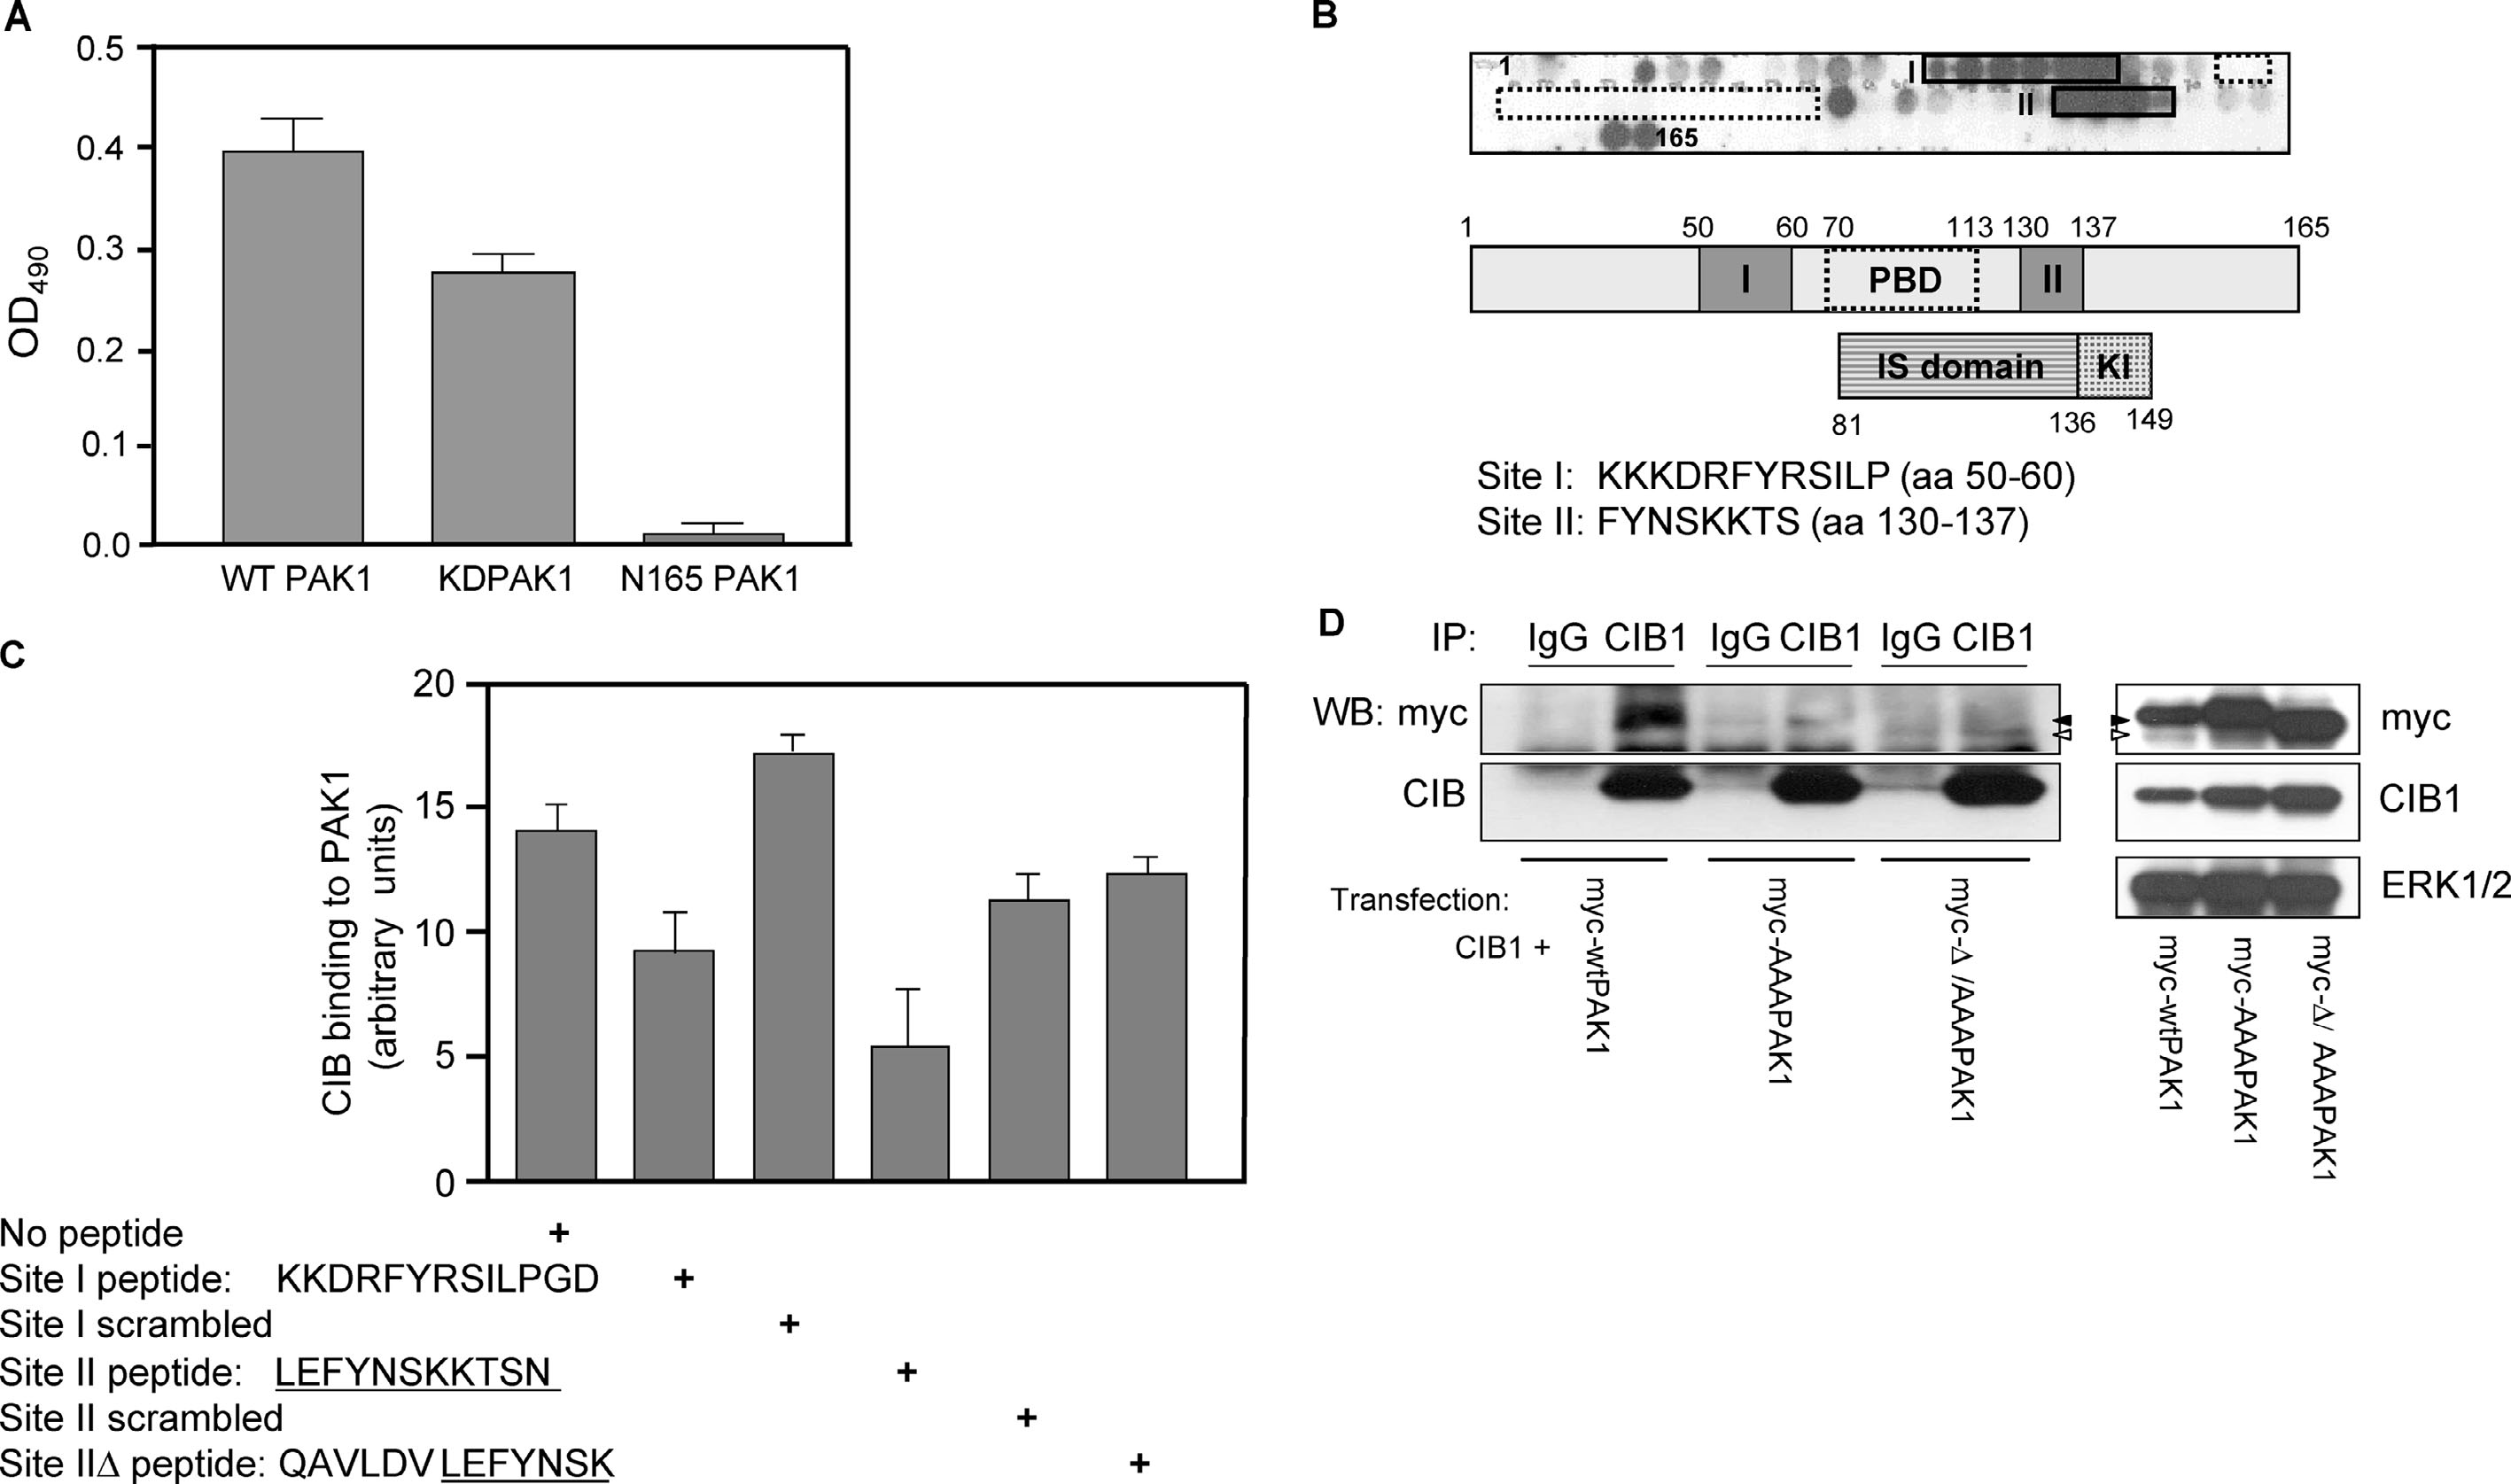 A
0.5
0.4
0.3
0.2
0.1
0.0
OD490
WT PAK1 KDPAK1 N165 PAK1
B
1
I
II
165
1 50 60 70 113 130 137 165
I PBD II
IS domain KI
81 136 149
Site I: KKKDRFYRSILP (aa 50-60)
Site II: FYNSKKTS (aa 130-137)
C
20
15
10
5
0
CIB binding to PAK1
(arbitrary units)
No peptide +
Site I peptide: KKDRFYRSILPGD +
Site I scrambled +
Site II peptide: LEFYNSKKTSN +
Site II scrambled +
Site IIΔ peptide: QAVLDVLEFYNSK +
D
IP: IgG CIB1 IgG CIB1 IgG CIB1
WB: myc
CIB
myc
CIB1
ERK1/2
Transfection:
CIB1 +
myc-wtPAK1
myc-AAAPAK1
myc-Δ /AAAPAK1
myc-wtPAK1
myc-AAAPAK1
myc-Δ/ AAAPAK1